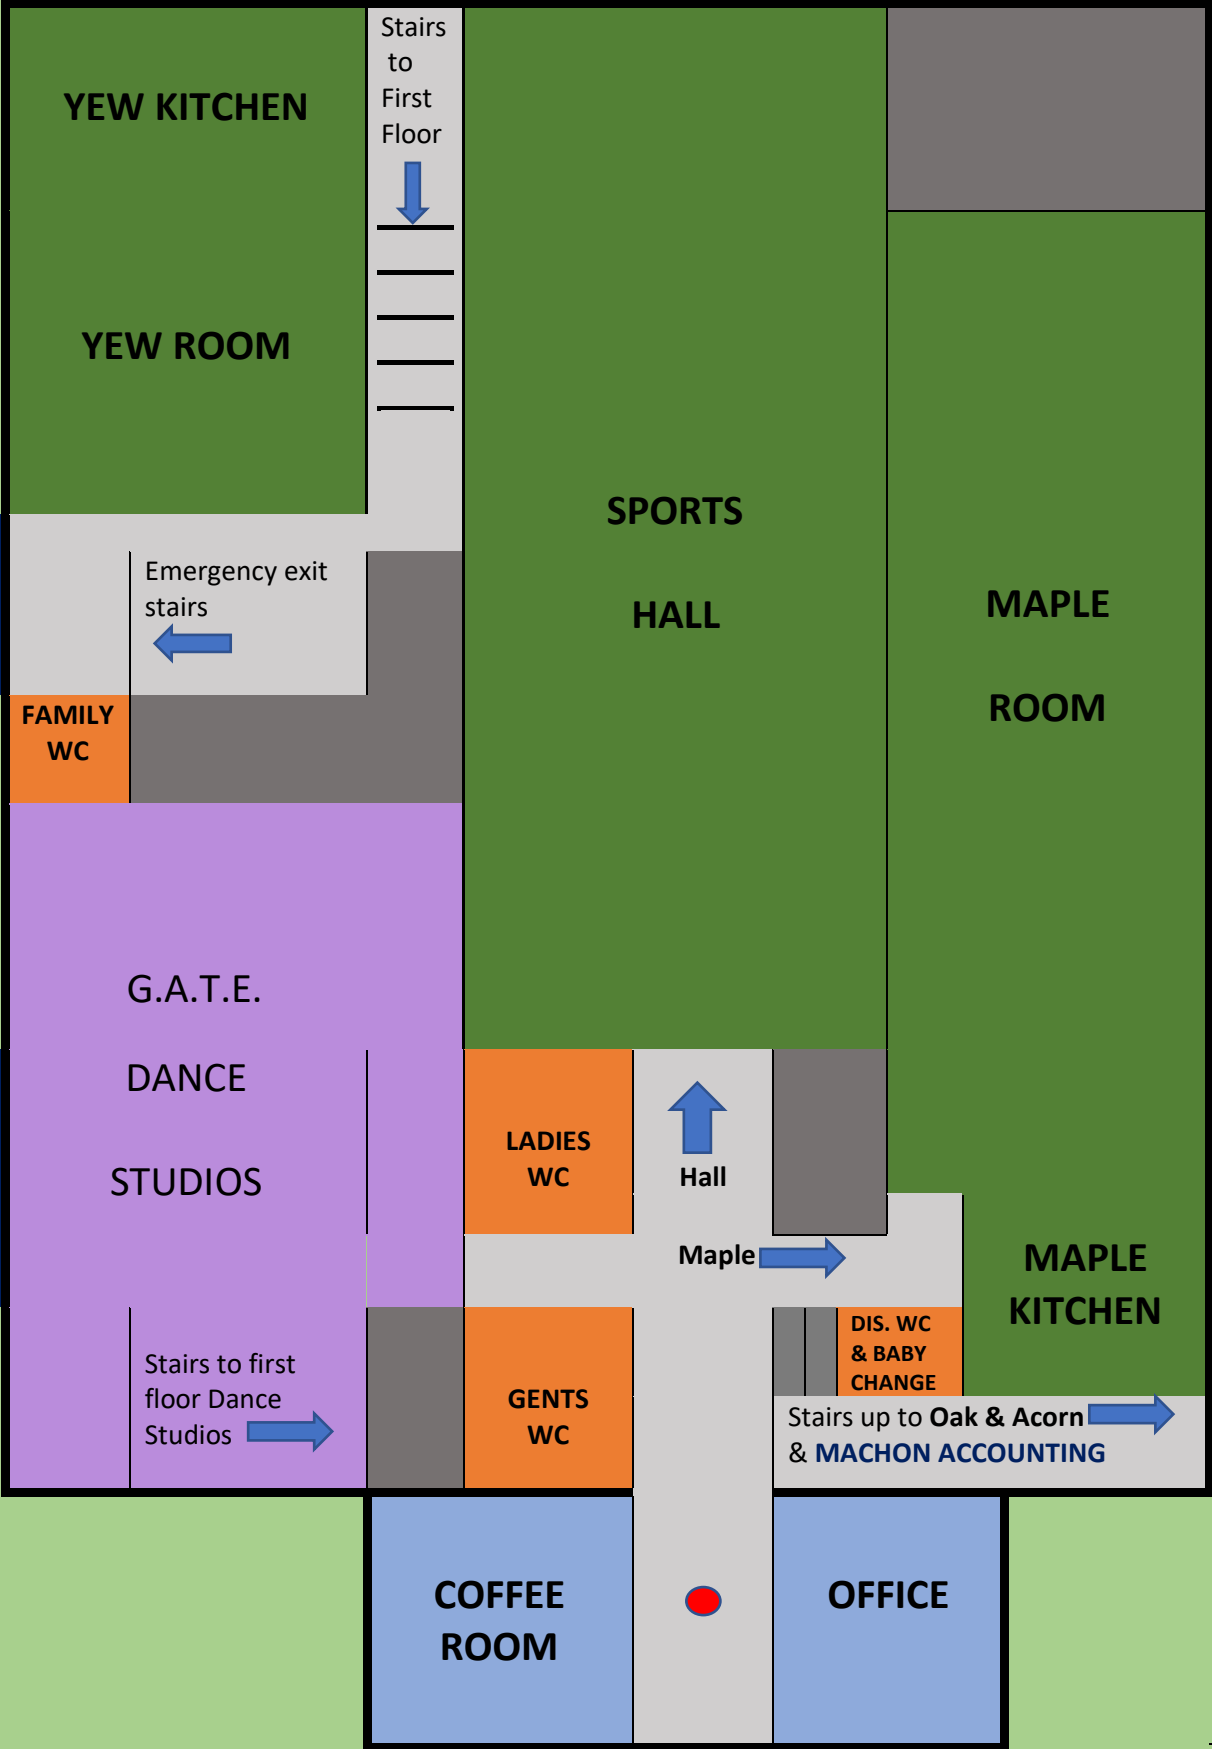 YEW KITCHEN
Stairs
to
First
Floor
YEW ROOM
SPORTS
HALL
MAPLE
ROOM
Emergency exit
stairs
FAMILY
WC
G.A.T.E.
DANCE
STUDIOS
LADIES
WC
Hall
Maple
MAPLE
KITCHEN
Stairs to first
floor Dance
Studios
GENTS
WC
DIS. WC
& BABY
CHANGE
Stairs up to Oak & Acorn
& MACHON ACCOUNTING
COFFEE
ROOM
OFFICE